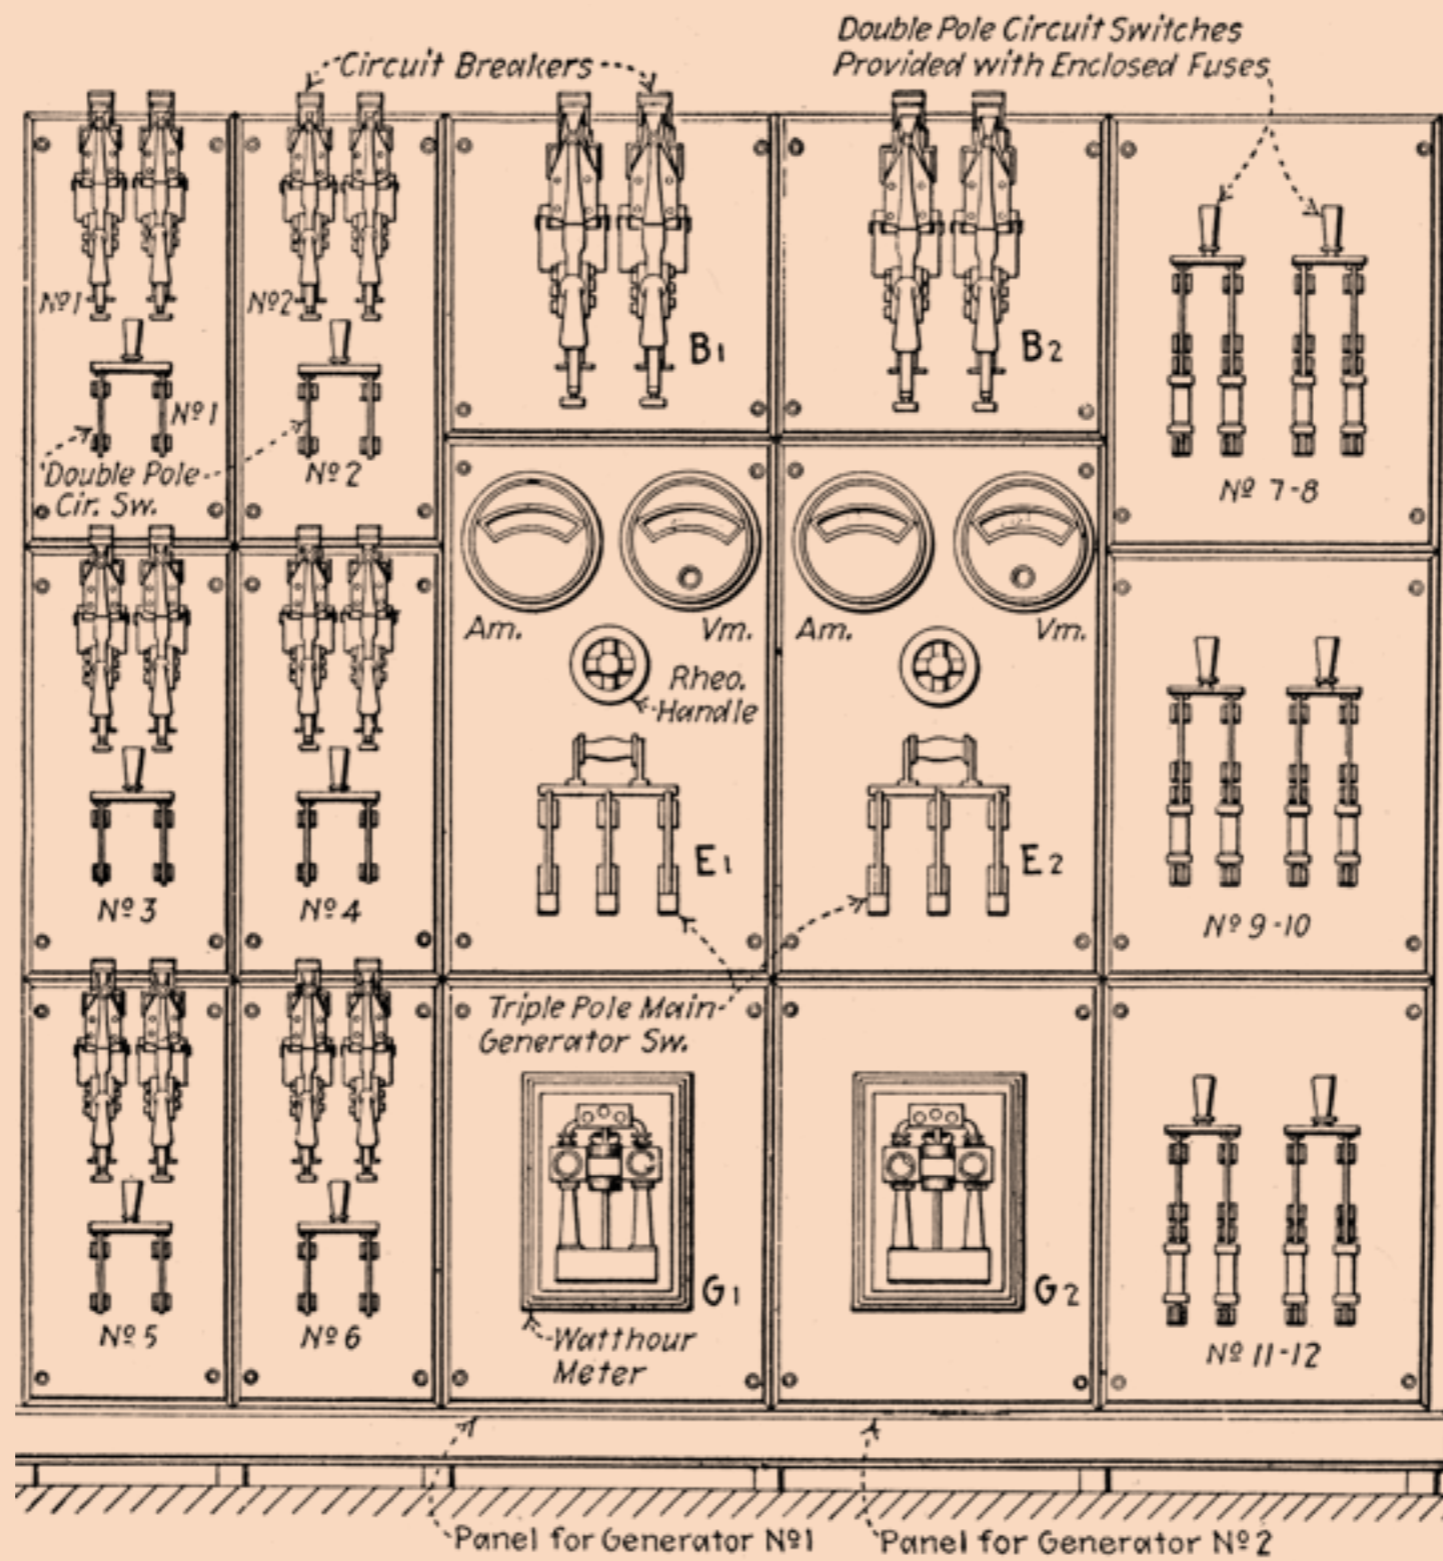 Circuit Breakers
Double Pole Circuit Switches
Provided with Enclosed Fuses
Nº1
Nº2
B1
B2
Nº1
Nº2
Double Pole
Cir. Sw.
Nº 7-8
Am.
Vm.
Am.
Vm.
Rheo.
Handle
E1
E2
Nº 3
Nº 4
Nº 9-10
Triple Pole Main
Generator Sw.
G1
G2
Nº 5
Nº 6
Watthour
Meter
Nº 11-12
Panel for Generator Nº1
Panel for Generator Nº2